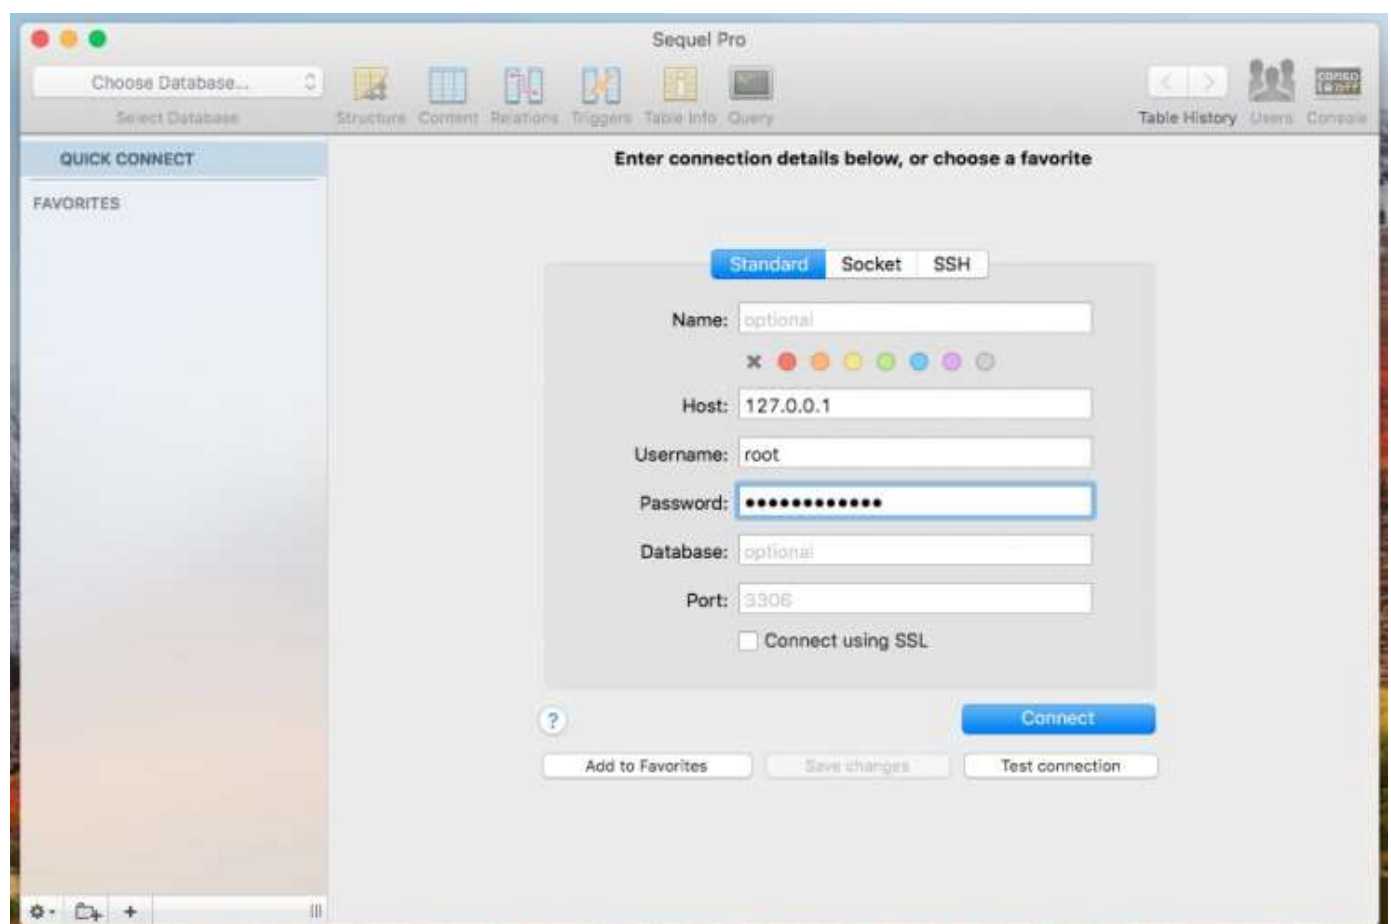 Sequel Pro
Choose Database...
Select Database
Structure Content Relations Triggers Table Info Query
Table History Users Console
QUICK CONNECT
FAVORITES
Enter connection details below, or choose a favorite
Standard Socket SSH
Name: optional
Host: 127.0.0.1
Username: root
Password: ••••••••••••
Database: optional
Port: 3306
Connect using SSL
? Connect
Add to Favorites Save changes Test connection